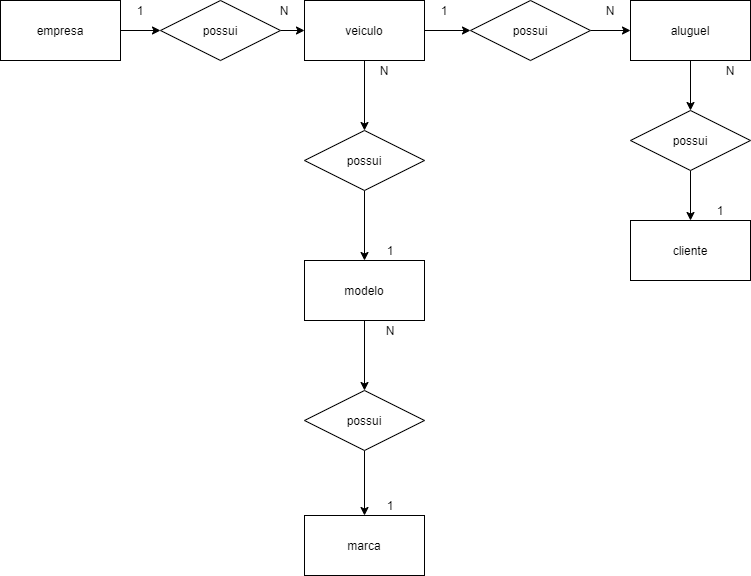 1
N
1
N
empresa
possui
veiculo
possui
aluguel
N
N
possui
possui
1
1
cliente
modelo
N
possui
1
marca